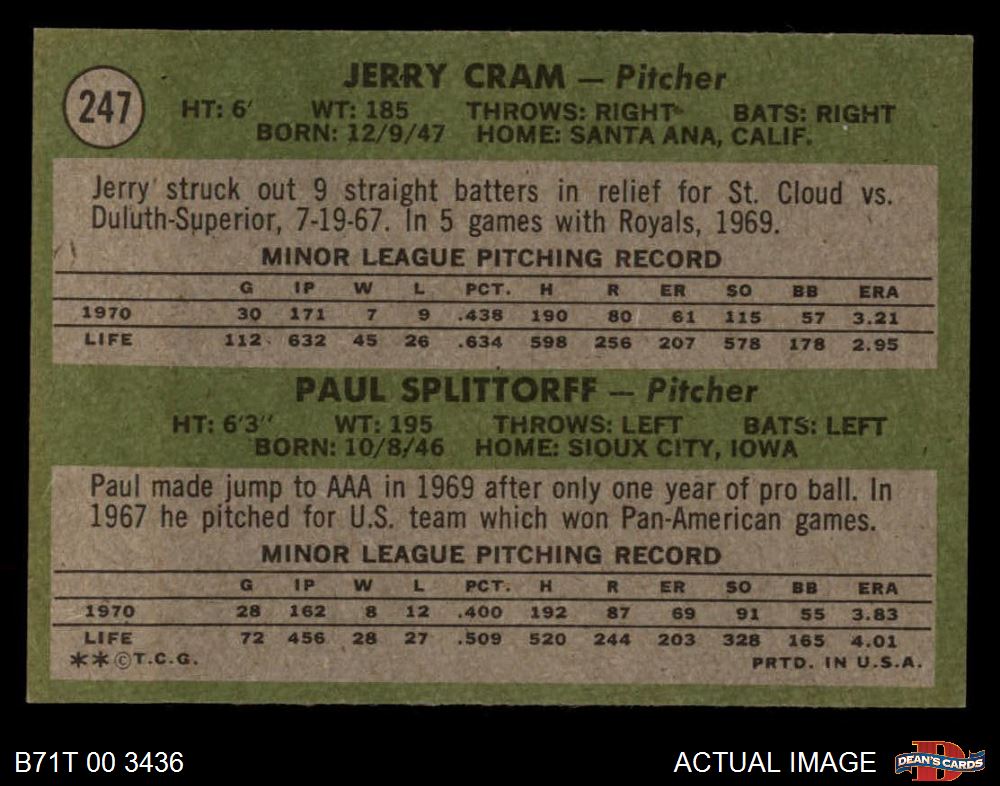 247
JERRY CRAM — Pitcher
HT: 6' WT: 185 THROWS: RIGHT BATS: RIGHT
BORN: 12/9/47 HOME: SANTA ANA, CALIF.
Jerry struck out 9 straight batters in relief for St. Cloud vs.
Duluth-Superior, 7-19-67. In 5 games with Royals, 1969.
MINOR LEAGUE PITCHING RECORD
G IP W L PCT. H R ER SO BB ERA
1970 30 171 7 9 .438 190 80 61 115 57 3.21
LIFE 112 632 45 26 .634 598 256 207 578 178 2.95
PAUL SPLITTORFF — Pitcher
HT: 6'3" WT: 195 THROWS: LEFT BATS: LEFT
BORN: 10/8/46 HOME: SIOUX CITY, IOWA
Paul made jump to AAA in 1969 after only one year of pro ball. In
1967 he pitched for U.S. team which won Pan-American games.
MINOR LEAGUE PITCHING RECORD
G IP W L PCT. H R ER SO BB ERA
1970 28 162 8 12 .400 192 87 69 91 55 3.83
LIFE 72 456 28 27 .509 520 244 203 328 165 4.01
**©T.C.G. PRTD. IN U.S.A.
B71T 00 3436 ACTUAL IMAGE D DEAN'S CARDS